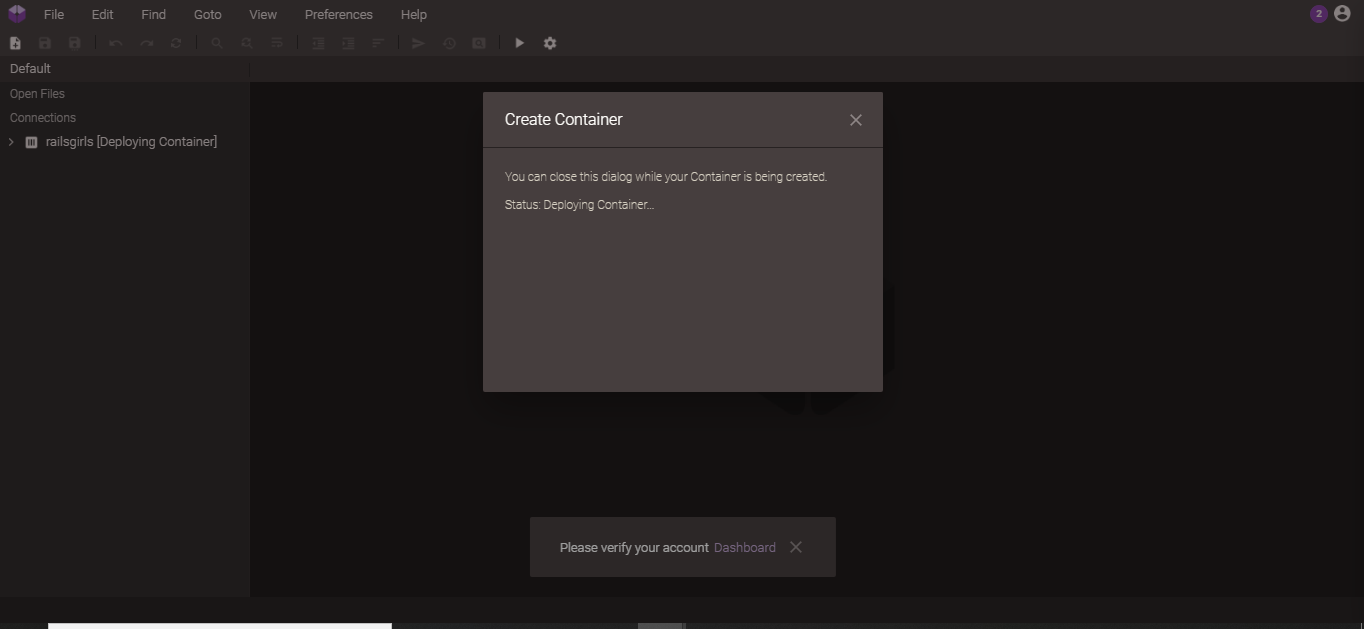 File Edit Find Goto View Preferences Help 2
Default
Open Files
Connections
railsgirls [Deploying Container]
Create Container
You can close this dialog while your Container is being created.
Status: Deploying Container...
Please verify your account Dashboard